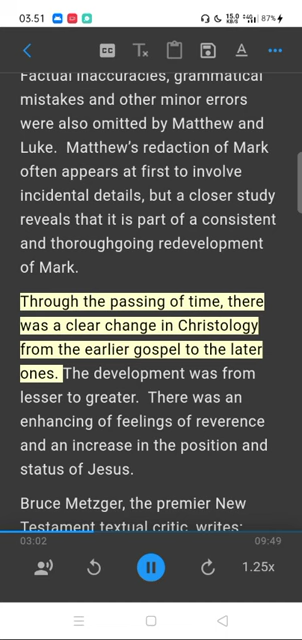 03.51
15.0
KB/S
87%
CC
A
Factual inaccuracies, grammatical
mistakes and other minor errors
were also omitted by Matthew and
Luke. Matthew's redaction of Mark
often appears at first to involve
incidental details, but a closer study
reveals that it is part of a consistent
and thoroughgoing redevelopment
of Mark.
Through the passing of time, there
was a clear change in Christology
from the earlier gospel to the later
ones. The development was from
lesser to greater. There was an
enhancing of feelings of reverence
and an increase in the position and
status of Jesus.
Bruce Metzger, the premier New
Testament textual critic, writes:
03:02
09:49
1.25x